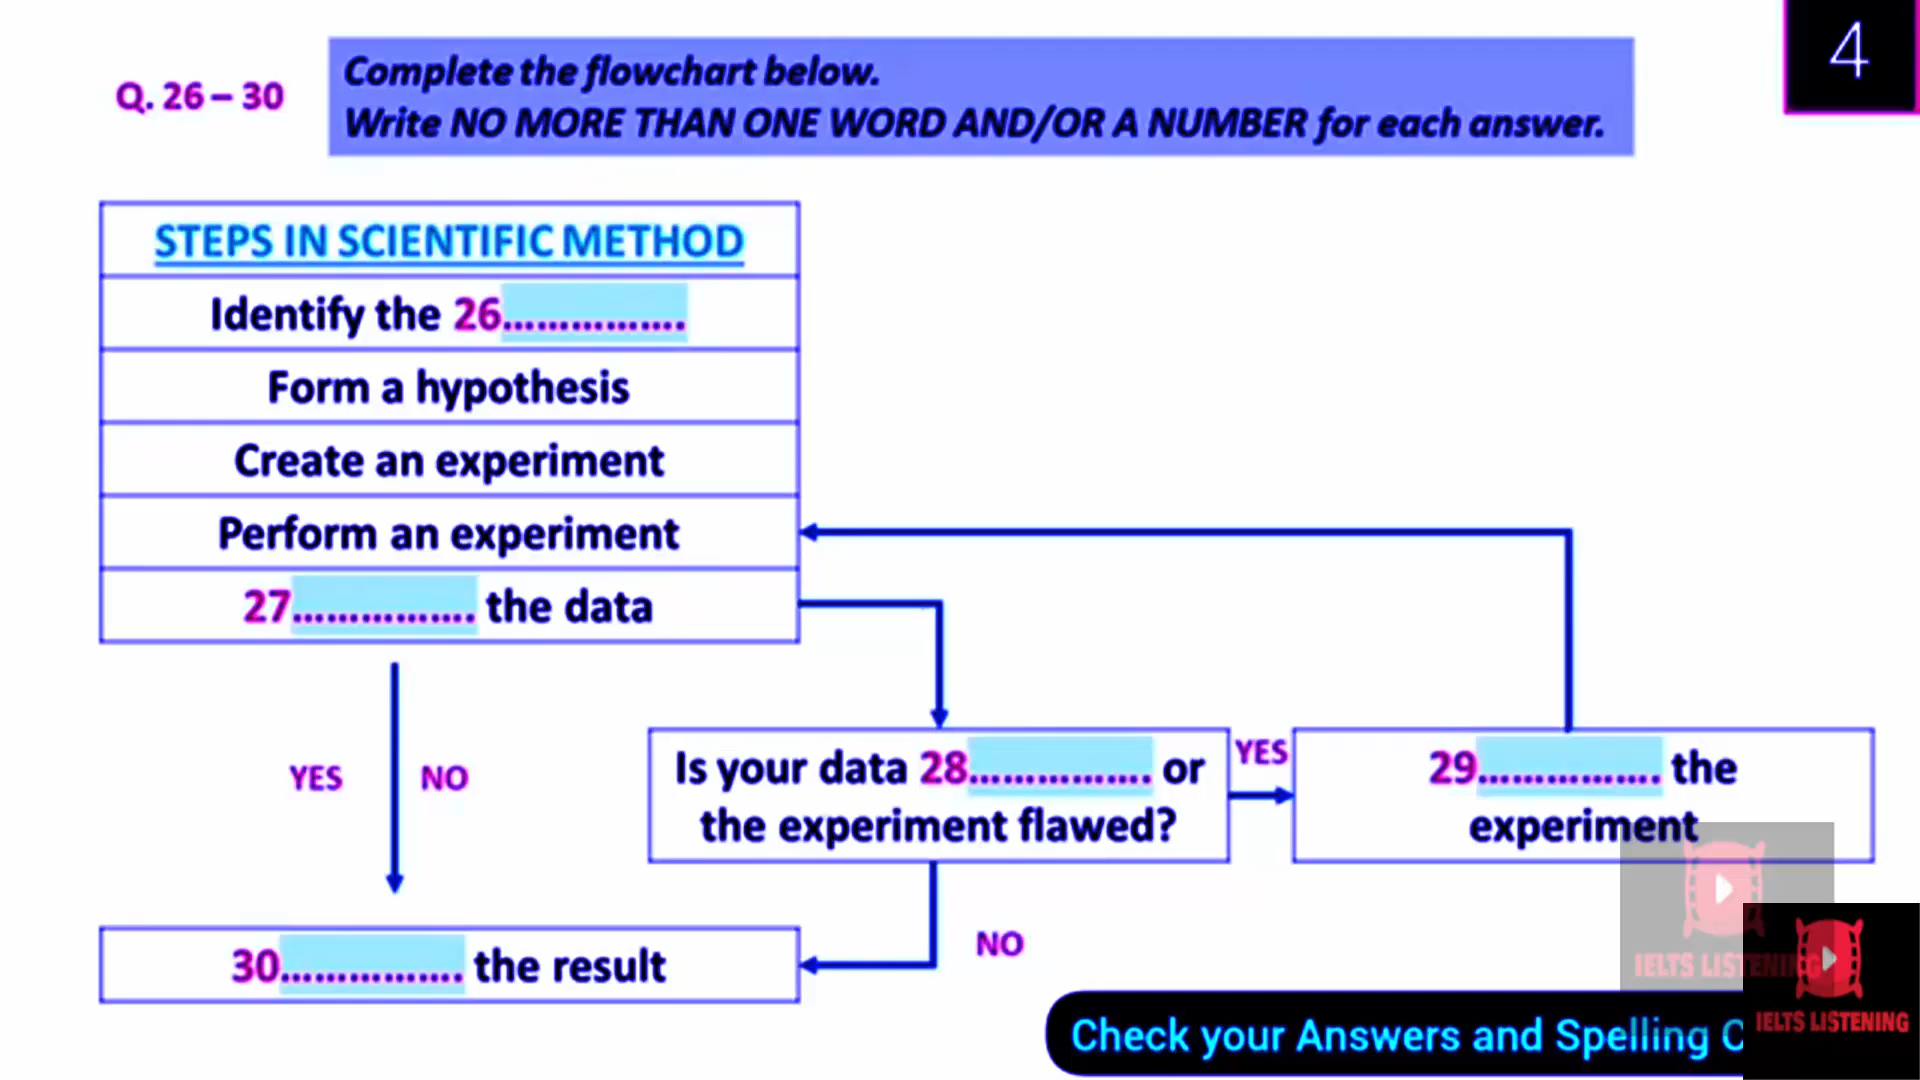 4
Q. 26 – 30
Complete the flowchart below.
Write NO MORE THAN ONE WORD AND/OR A NUMBER for each answer.
STEPS IN SCIENTIFIC METHOD
Identify the 26................
Form a hypothesis
Create an experiment
Perform an experiment
27................ the data
YES
NO
Is your data 28................ or
the experiment flawed?
YES
29................ the
experiment
NO
30................ the result
IELTS LISTENING
IELTS LISTENING
Check your Answers and Spelling C